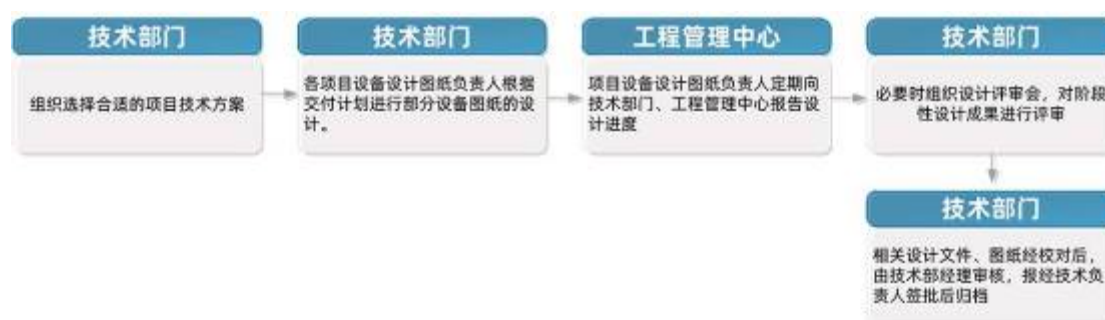 技术部门
组织选择合适的项目技术方案
技术部门
各项目设备设计图纸负责人根据
交付计划进行部分设备图纸的设
计。
工程管理中心
项目设备设计图纸负责人定期向
技术部门、工程管理中心报告设
计进度
技术部门
必要时组织设计评审会，对阶段
性设计成果进行评审
技术部门
相关设计文件、图纸经校对后，
由技术部经理审核，报经技术负
责人签批后归档